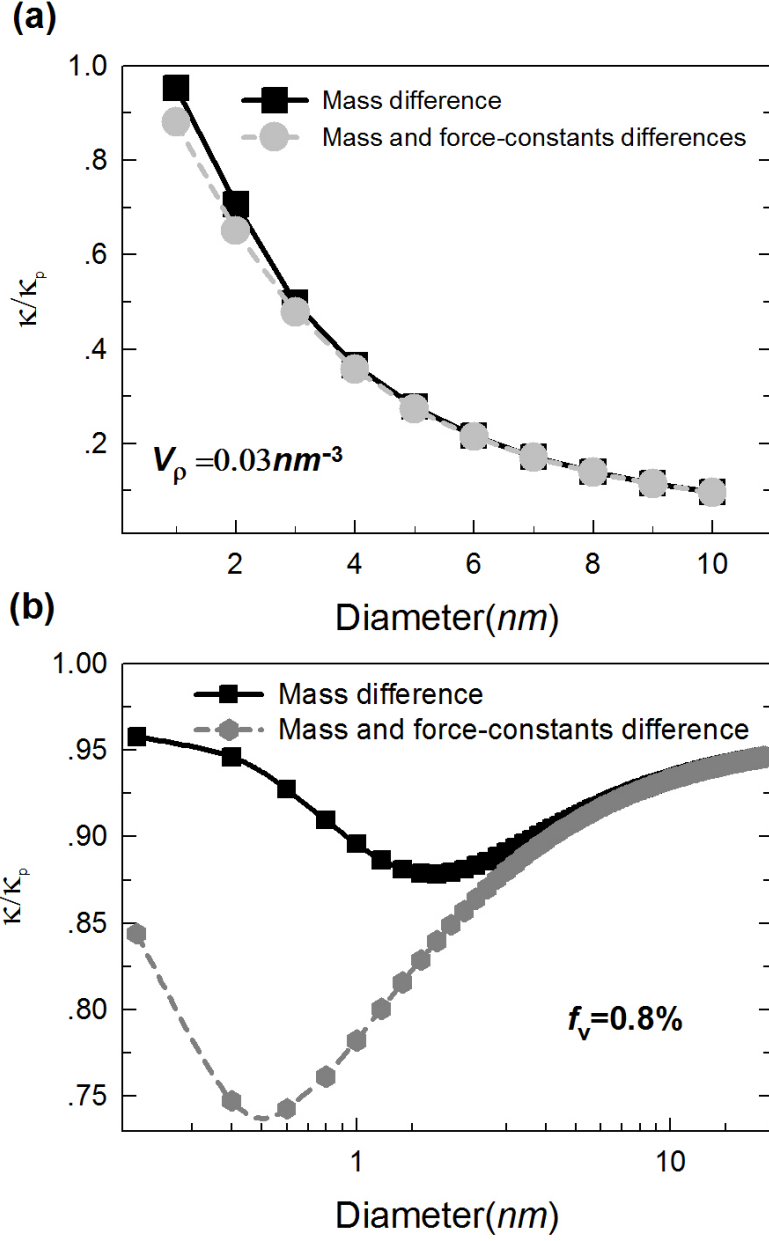 (a)
1.0
.8
.6
.4
.2
κ/κp
Mass difference
Mass and force-constants differences
Vρ =0.03nm-3
2 4 6 8 10
Diameter(nm)
(b)
1.00
.95
.90
.85
.80
.75
κ/κp
Mass difference
Mass and force-constants difference
fv=0.8%
1 10
Diameter(nm)